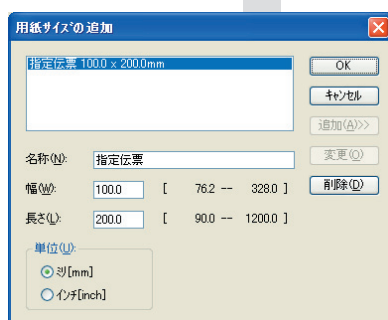 用紙ｻｲｽﾞの追加
指定伝票 100.0 x 200.0mm
OK
ｷｬﾝｾﾙ
追加(A)>>
変更(O)
削除(D)
名称(N): 指定伝票
幅(W): 100.0 [ 76.2 -- 328.0 ]
長さ(L): 200.0 [ 90.0 -- 1200.0 ]
単位(U):
ﾐﾘ[mm]
ｲﾝﾁ[inch]